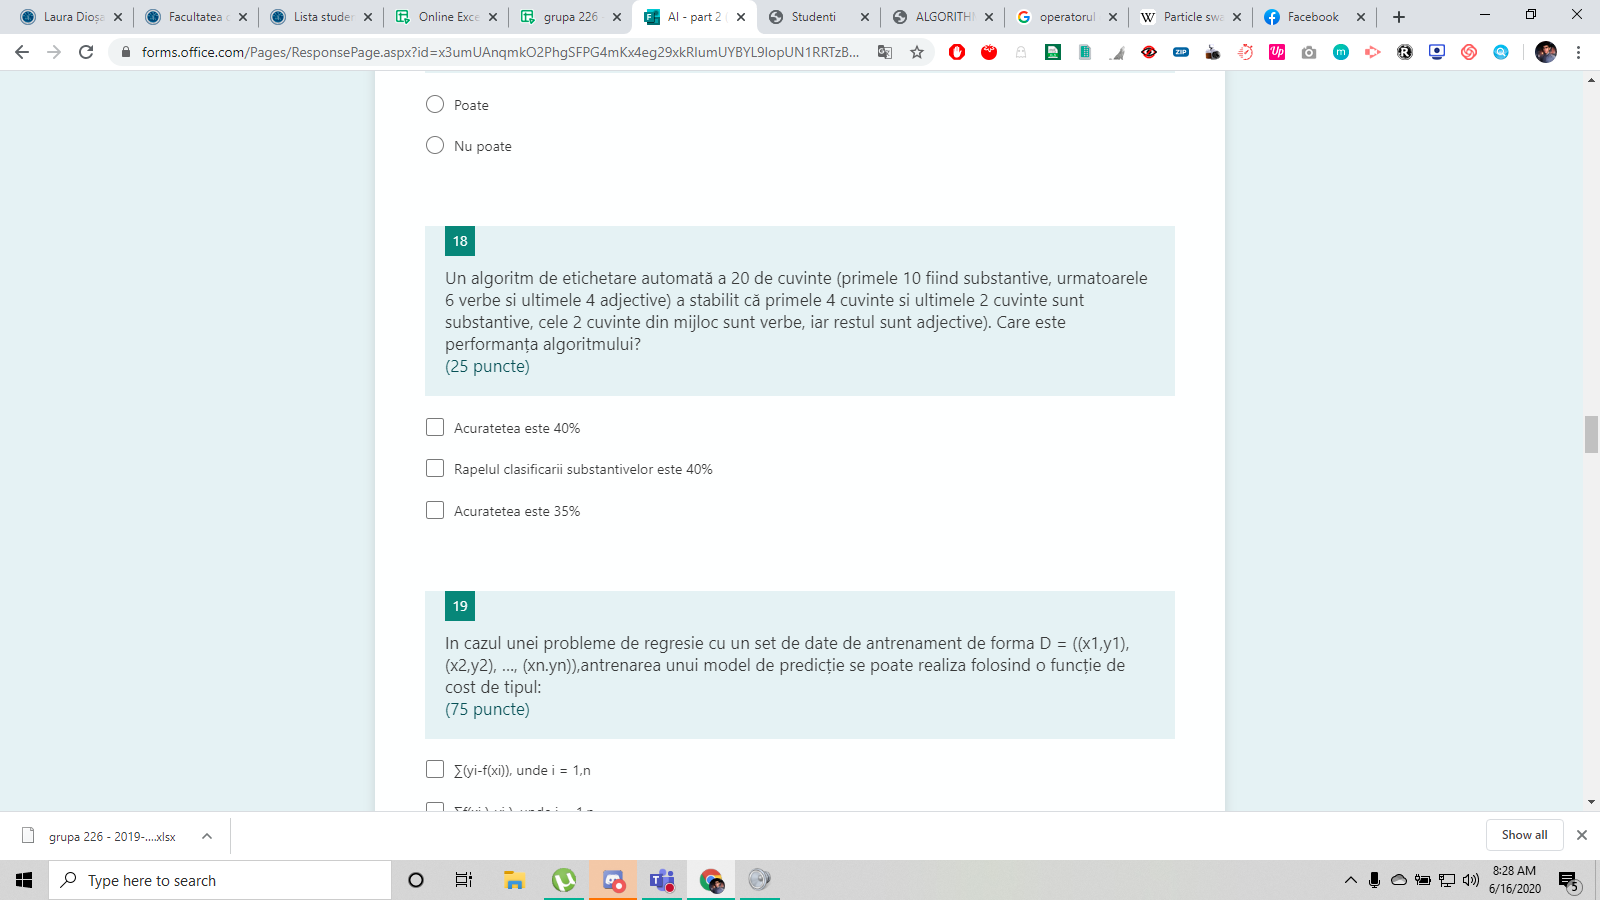 Laura Dioșa
Facultatea d
Lista studen
Online Exce
grupa 226 -
AI - part 2 (
Studenti
ALGORITHM
operatorul
Particle swa
Facebook
forms.office.com/Pages/ResponsePage.aspx?id=x3umUAnqmkO2PhgSFPG4mKx4eg29xkRIumUYBYL9IopUN1RRTzB...
Poate
Nu poate
18
Un algoritm de etichetare automată a 20 de cuvinte (primele 10 fiind substantive, urmatoarele
6 verbe si ultimele 4 adjective) a stabilit că primele 4 cuvinte si ultimele 2 cuvinte sunt
substantive, cele 2 cuvinte din mijloc sunt verbe, iar restul sunt adjective). Care este
performanța algoritmului?
(25 puncte)
Acuratetea este 40%
Rapelul clasificarii substantivelor este 40%
Acuratetea este 35%
19
In cazul unei probleme de regresie cu un set de date de antrenament de forma D = ((x1,y1),
(x2,y2), ..., (xn.yn)),antrenarea unui model de predicție se poate realiza folosind o funcție de
cost de tipul:
(75 puncte)
∑(yi-f(xi)), unde i = 1,n
grupa 226 - 2019-....xlsx
Show all
Type here to search
8:28 AM
6/16/2020
5